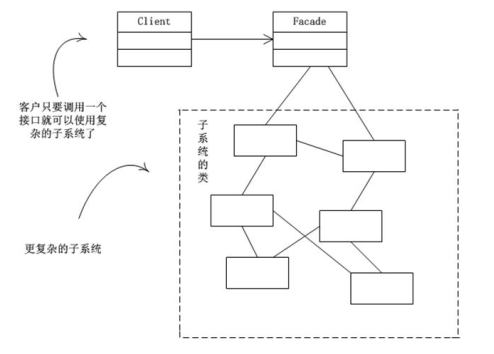 Client
Facade
客户只要调用一个
接口就可以使用复
杂的子系统了
子系统的类
更复杂的子系统